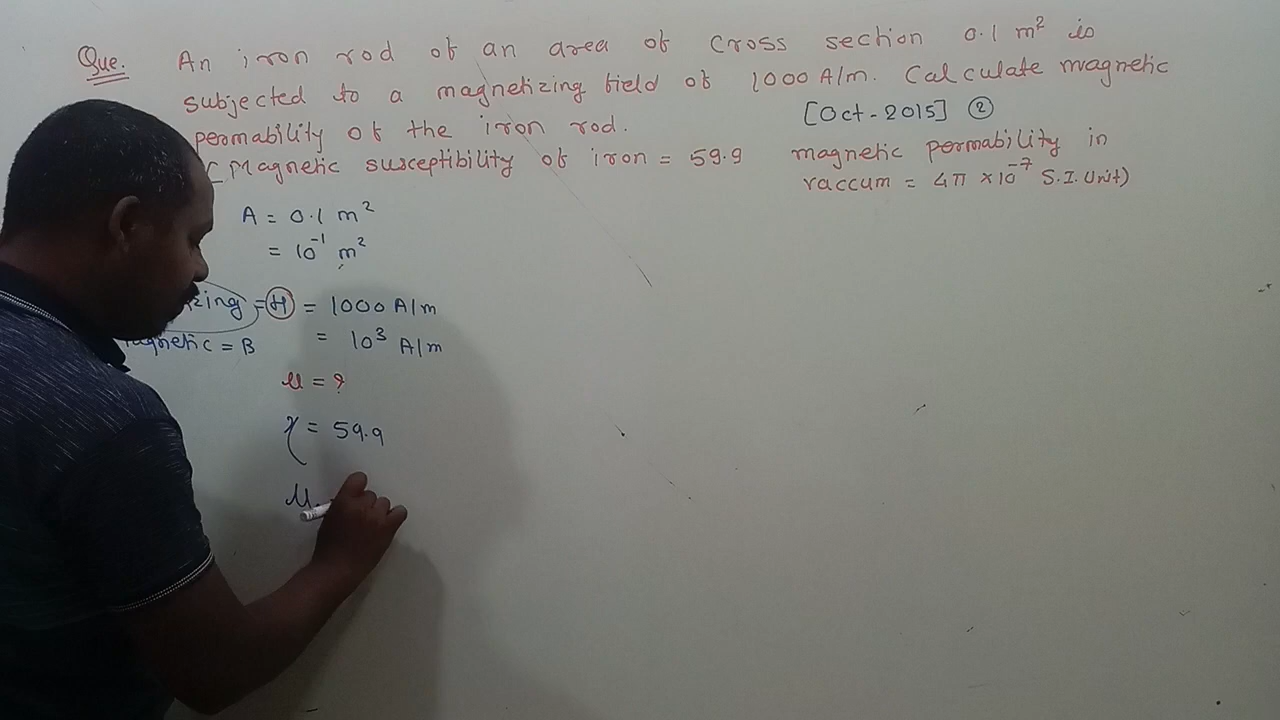 Que. An iron rod of an area of cross section 0.1 m² is
subjected to a magnetizing field of 1000 A/m. Calculate magnetic
permability of the iron rod. [Oct-2015] ②
(Magnetic susceptibility of iron = 59.9 magnetic permability in
vaccum = 4π ×10⁻⁷ S.I. Unit)
A = 0.1 m²
= 10⁻¹ m²
zing = H = 1000 A/m
= 10³ A/m
magnetic = B
μ = ?
χ = 59.9
μ